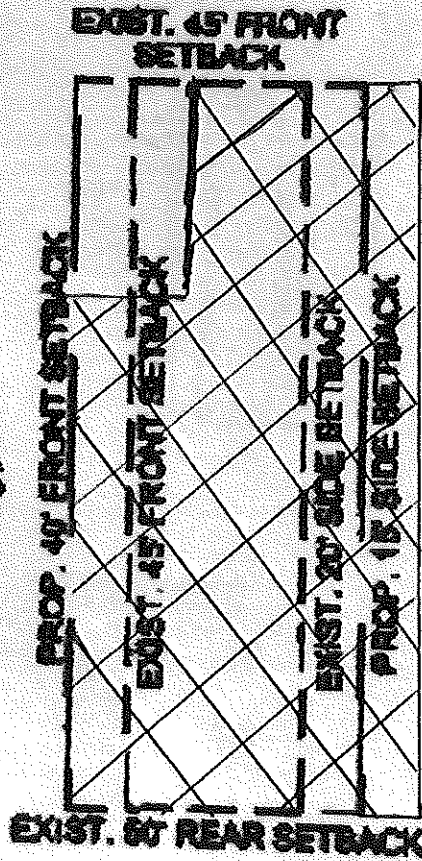 EXIST. 45' FRONT
SETBACK
PROP. 40' FRONT SETBACK
EXIST. 45' FRONT SETBACK
EXIST. 20' SIDE SETBACK
PROP. 15' SIDE SETBACK
EXIST. 60' REAR SETBACK